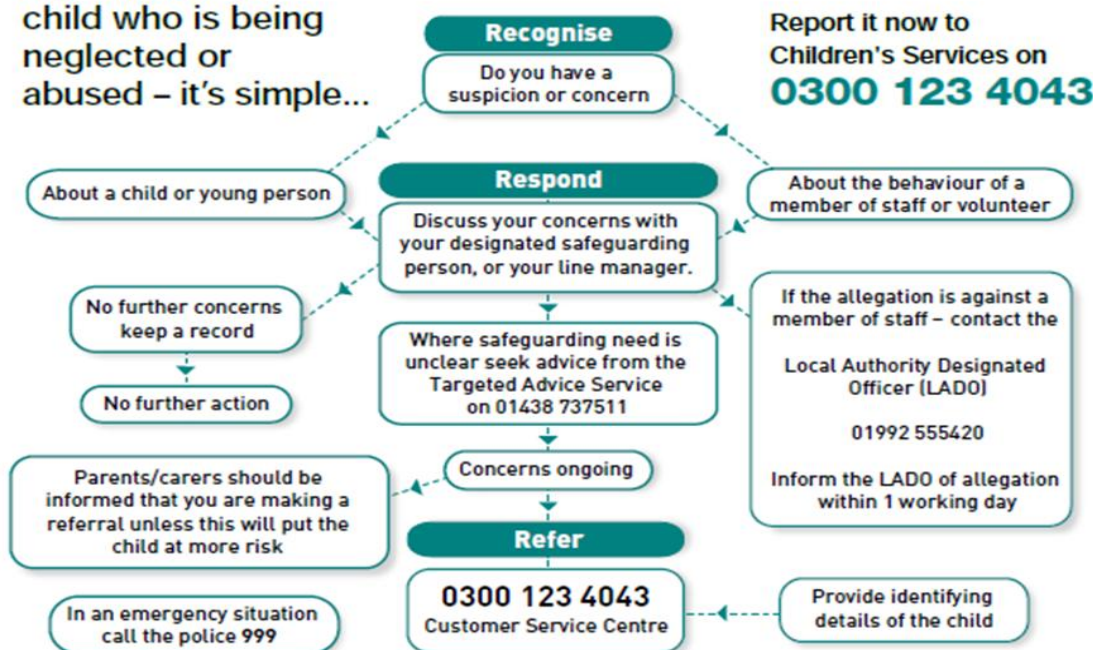 child who is being
neglected or
abused – it's simple...
Report it now to
Children's Services on
0300 123 4043
Recognise
Do you have a
suspicion or concern
About a child or young person
Respond
Discuss your concerns with
your designated safeguarding
person, or your line manager.
About the behaviour of a
member of staff or volunteer
No further concerns
keep a record
No further action
Where safeguarding need is
unclear seek advice from the
Targeted Advice Service
on 01438 737511
If the allegation is against a
member of staff – contact the
Local Authority Designated
Officer (LADO)
01992 555420
Inform the LADO of allegation
within 1 working day
Concerns ongoing
Parents/carers should be
informed that you are making a
referral unless this will put the
child at more risk
Refer
0300 123 4043
Customer Service Centre
Provide identifying
details of the child
In an emergency situation
call the police 999